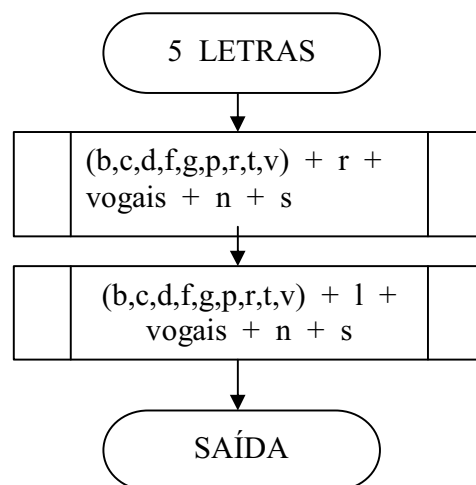 5 LETRAS
(b,c,d,f,g,p,r,t,v) + r +
vogais + n + s
(b,c,d,f,g,p,r,t,v) + l +
vogais + n + s
SAÍDA